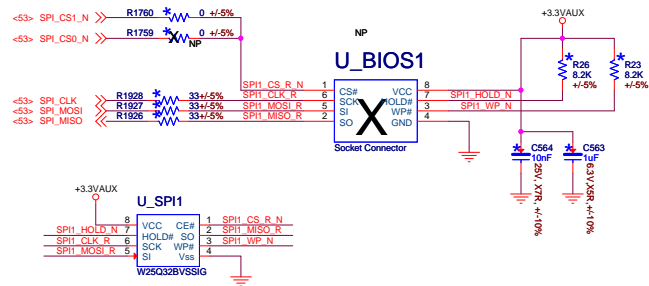 <53> SPI_CS1_N R1760 0 +/-5%
<53> SPI_CS0_N R1759 0 +/-5%
NP
NP
U_BIOS1
+3.3VAUX
R26
8.2K
+/-5%
R23
8.2K
+/-5%
SPI1_CS_R_N 1 CS# VCC 8
<53> SPI_CLK R1928 33+/-5% SPI1_CLK_R 6 SCK HOLD# 7 SPI1_HOLD_N
<53> SPI_MOSI R1927 33+/-5% SPI1_MOSI_R 5 SI WP# 3 SPI1_WP_N
<53> SPI_MISO R1926 33+/-5% SPI1_MISO_R 2 SO GND 4
Socket Connector
C564
10nF
25V, X7R, +/-10%
C563
1uF
6.3V,X5R,+/-10%
+3.3VAUX
U_SPI1
8 VCC CE# 1 SPI1_CS_R_N
SPI1_HOLD_N 7 HOLD# SO 2 SPI1_MISO_R
SPI1_CLK_R 6 SCK WP# 3 SPI1_WP_N
SPI1_MOSI_R 5 SI Vss 4
W25Q32BVSSIG